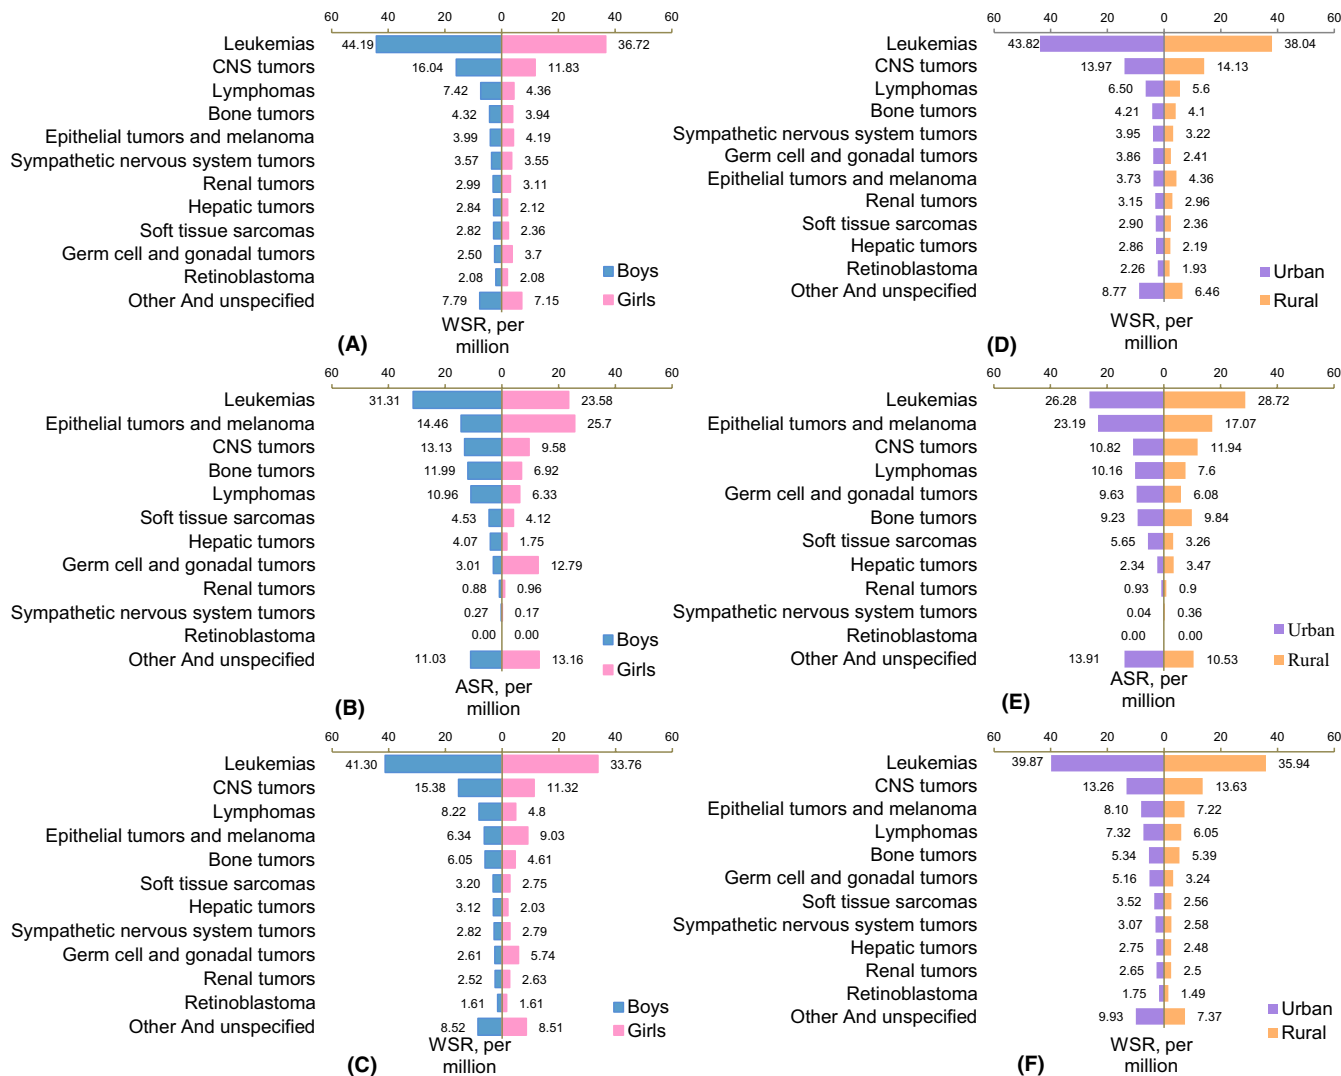 60 40 20 0 20 40 60
Leukemias 44.19 36.72
CNS tumors 16.04 11.83
Lymphomas 7.42 4.36
Bone tumors 4.32 3.94
Epithelial tumors and melanoma 3.99 4.19
Sympathetic nervous system tumors 3.57 3.55
Renal tumors 2.99 3.11
Hepatic tumors 2.84 2.12
Soft tissue sarcomas 2.82 2.36
Germ cell and gonadal tumors 2.50 3.7
Retinoblastoma 2.08 2.08
Other And unspecified 7.79 7.15
Boys
Girls
WSR, per
million
(A)
60 40 20 0 20 40 60
Leukemias 43.82 38.04
CNS tumors 13.97 14.13
Lymphomas 6.50 5.6
Bone tumors 4.21 4.1
Sympathetic nervous system tumors 3.95 3.22
Germ cell and gonadal tumors 3.86 2.41
Epithelial tumors and melanoma 3.73 4.36
Renal tumors 3.15 2.96
Soft tissue sarcomas 2.90 2.36
Hepatic tumors 2.86 2.19
Retinoblastoma 2.26 1.93
Other And unspecified 8.77 6.46
Urban
Rural
WSR, per
million
(D)
60 40 20 0 20 40 60
Leukemias 31.31 23.58
Epithelial tumors and melanoma 14.46 25.7
CNS tumors 13.13 9.58
Bone tumors 11.99 6.92
Lymphomas 10.96 6.33
Soft tissue sarcomas 4.53 4.12
Hepatic tumors 4.07 1.75
Germ cell and gonadal tumors 3.01 12.79
Renal tumors 0.88 0.96
Sympathetic nervous system tumors 0.27 0.17
Retinoblastoma 0.00 0.00
Other And unspecified 11.03 13.16
Boys
Girls
ASR, per
million
(B)
60 40 20 0 20 40 60
Leukemias 26.28 28.72
Epithelial tumors and melanoma 23.19 17.07
CNS tumors 10.82 11.94
Lymphomas 10.16 7.6
Germ cell and gonadal tumors 9.63 6.08
Bone tumors 9.23 9.84
Soft tissue sarcomas 5.65 3.26
Hepatic tumors 2.34 3.47
Renal tumors 0.93 0.9
Sympathetic nervous system tumors 0.04 0.36
Retinoblastoma 0.00 0.00
Other And unspecified 13.91 10.53
Urban
Rural
ASR, per
million
(E)
60 40 20 0 20 40 60
Leukemias 41.30 33.76
CNS tumors 15.38 11.32
Lymphomas 8.22 4.8
Epithelial tumors and melanoma 6.34 9.03
Bone tumors 6.05 4.61
Soft tissue sarcomas 3.20 2.75
Hepatic tumors 3.12 2.03
Sympathetic nervous system tumors 2.82 2.79
Germ cell and gonadal tumors 2.61 5.74
Renal tumors 2.52 2.63
Retinoblastoma 1.61 1.61
Other And unspecified 8.52 8.51
Boys
Girls
WSR, per
million
(C)
60 40 20 0 20 40 60
Leukemias 39.87 35.94
CNS tumors 13.26 13.63
Epithelial tumors and melanoma 8.10 7.22
Lymphomas 7.32 6.05
Bone tumors 5.34 5.39
Germ cell and gonadal tumors 5.16 3.24
Soft tissue sarcomas 3.52 2.56
Sympathetic nervous system tumors 3.07 2.58
Hepatic tumors 2.75 2.48
Renal tumors 2.65 2.5
Retinoblastoma 1.75 1.49
Other And unspecified 9.93 7.37
Urban
Rural
WSR, per
million
(F)